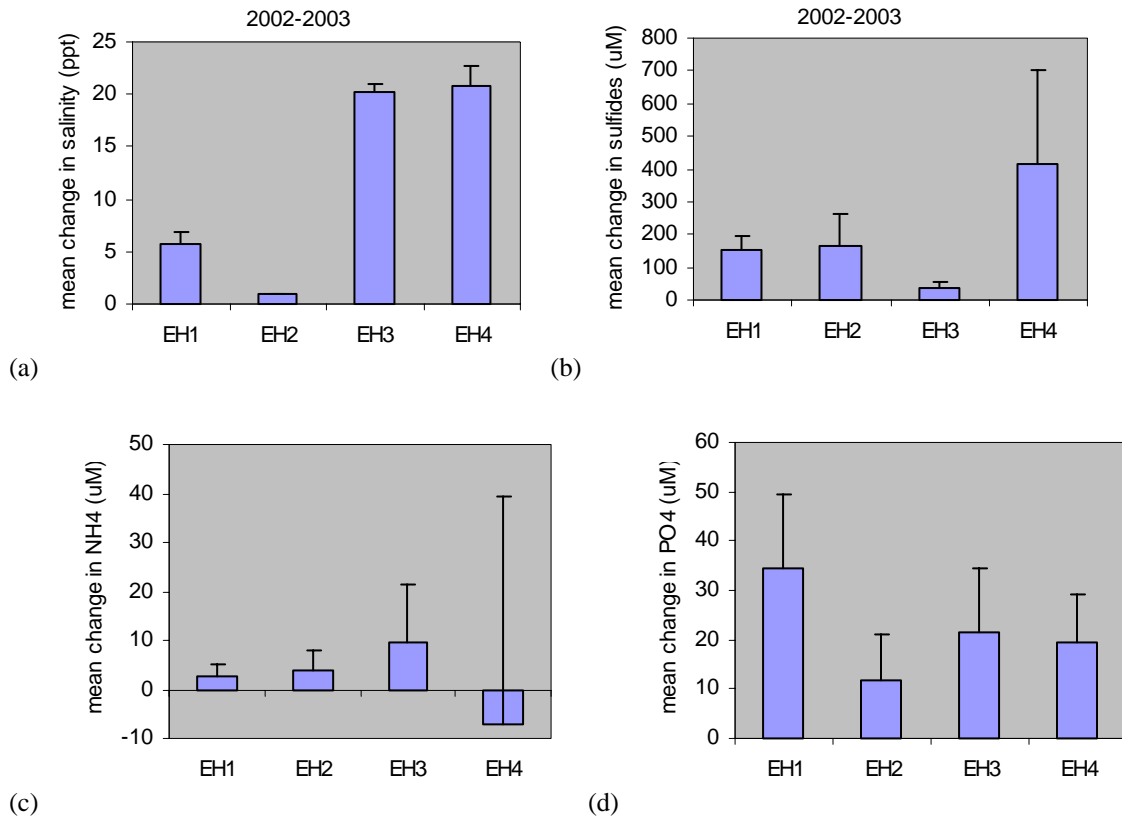 2002-2003
mean change in salinity (ppt)
25
20
15
10
5
0
EH1 EH2 EH3 EH4
(a)
2002-2003
mean change in sulfides (uM)
800
700
600
500
400
300
200
100
0
EH1 EH2 EH3 EH4
(b)
mean change in NH4 (uM)
50
40
30
20
10
0
-10
EH1 EH2 EH3 EH4
(c)
mean change in PO4 (uM)
60
50
40
30
20
10
0
EH1 EH2 EH3 EH4
(d)